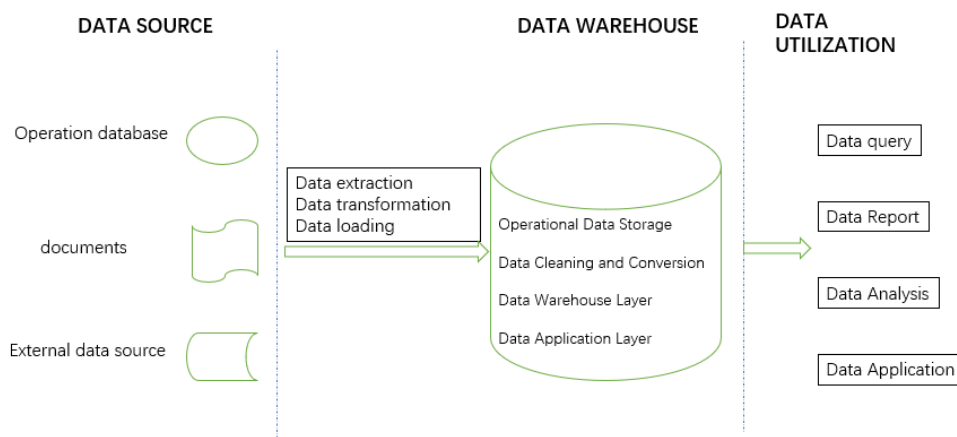 DATA SOURCE
DATA WAREHOUSE
DATA
UTILIZATION
Operation database
documents
External data source
Data extraction
Data transformation
Data loading
Operational Data Storage
Data Cleaning and Conversion
Data Warehouse Layer
Data Application Layer
Data query
Data Report
Data Analysis
Data Application